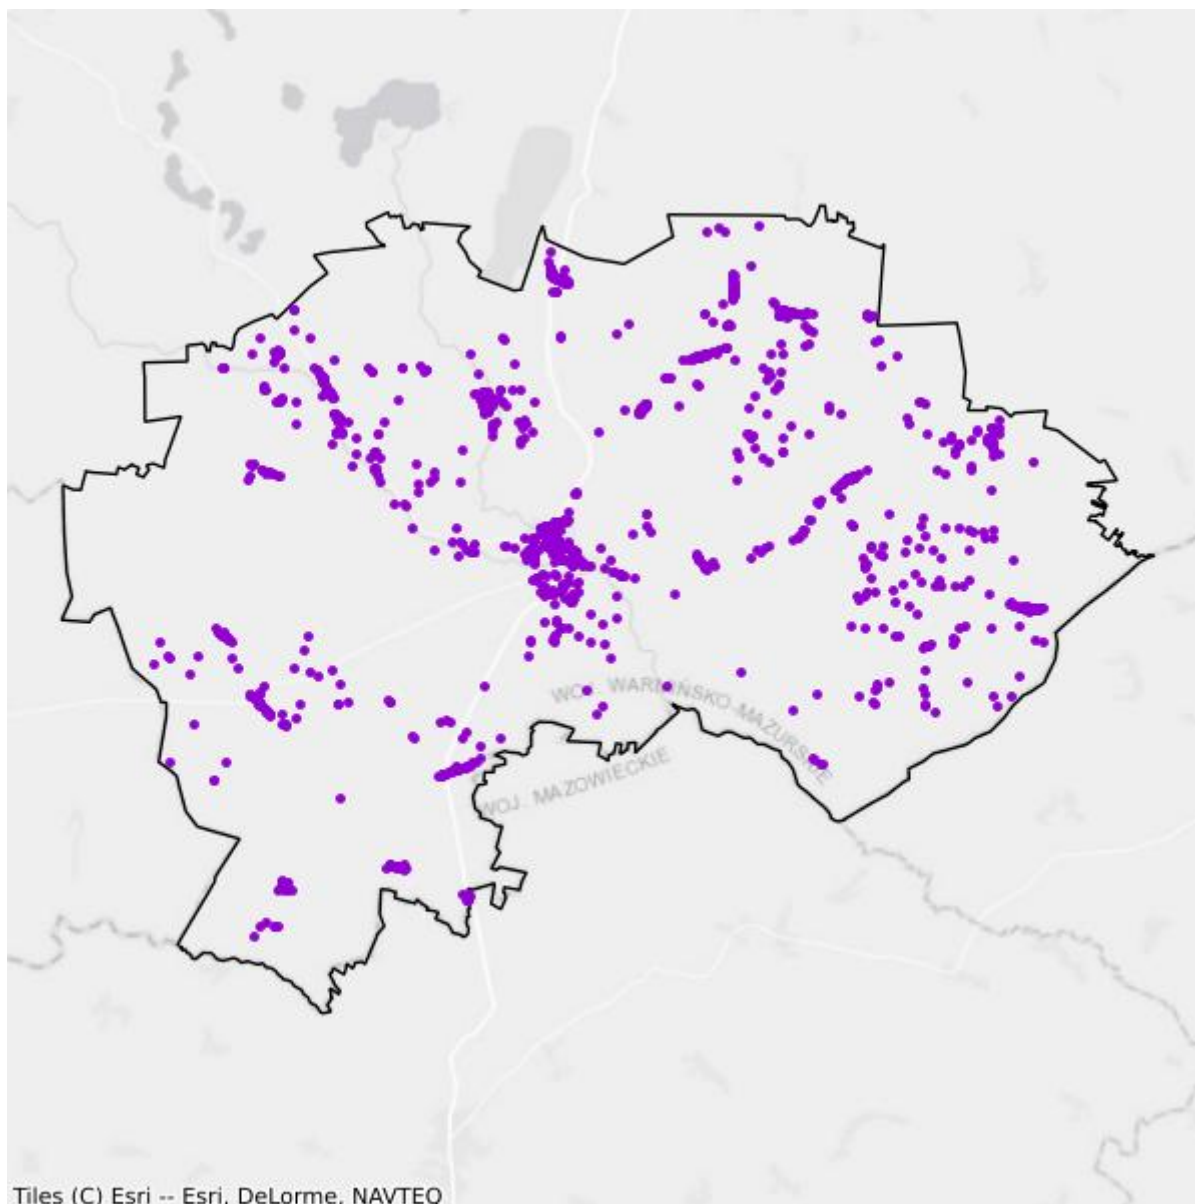 WOJ. WARMIŃSKO-MAZURSKIE
WOJ. MAZOWIECKIE
Tiles (C) Esri -- Esri, DeLorme, NAVTEQ